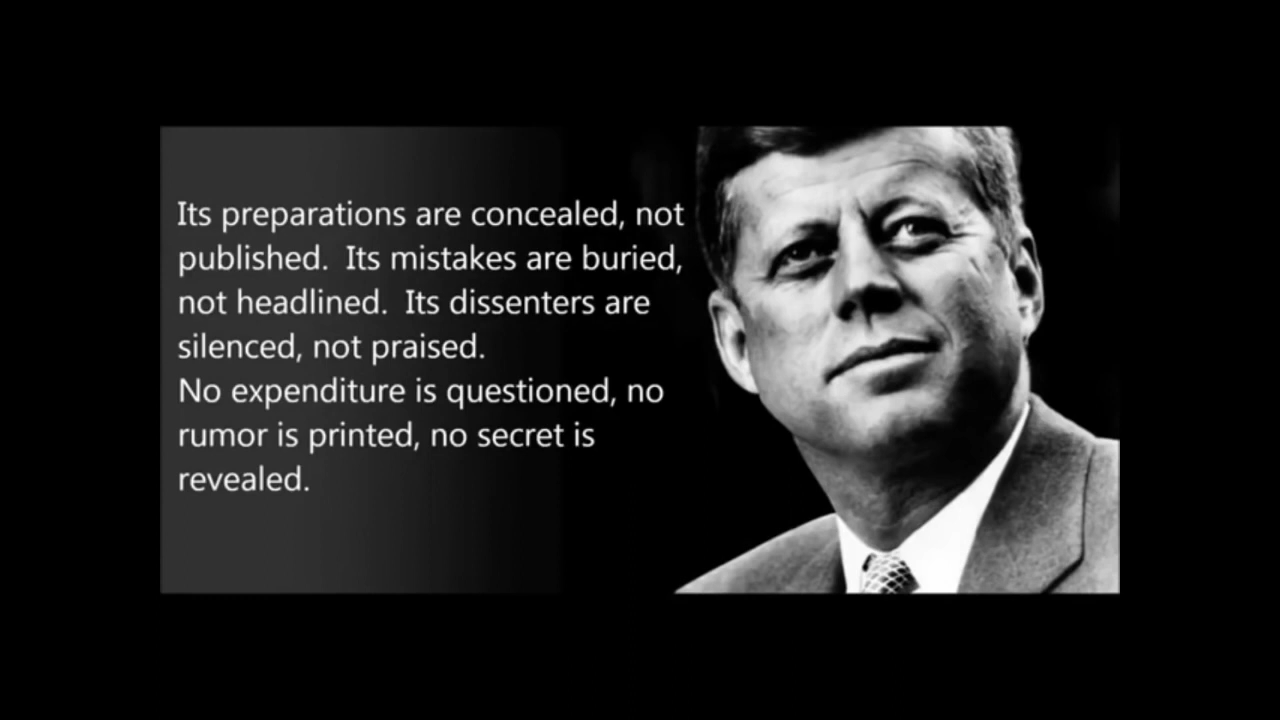 Its preparations are concealed, not
published.  Its mistakes are buried,
not headlined.  Its dissenters are
silenced, not praised.
No expenditure is questioned, no
rumor is printed, no secret is
revealed.